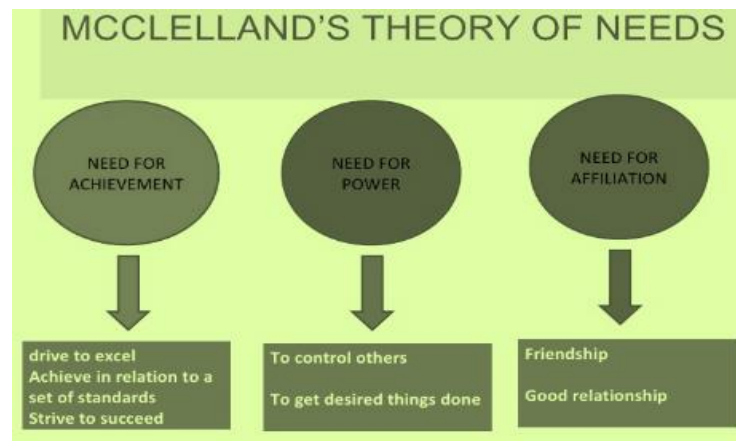 MCCLELLAND'S THEORY OF NEEDS
NEED FOR
ACHIEVEMENT
NEED FOR
POWER
NEED FOR
AFFILIATION
drive to excel
Achieve in relation to a
set of standards
Strive to succeed
To control others
To get desired things done
Friendship
Good relationship